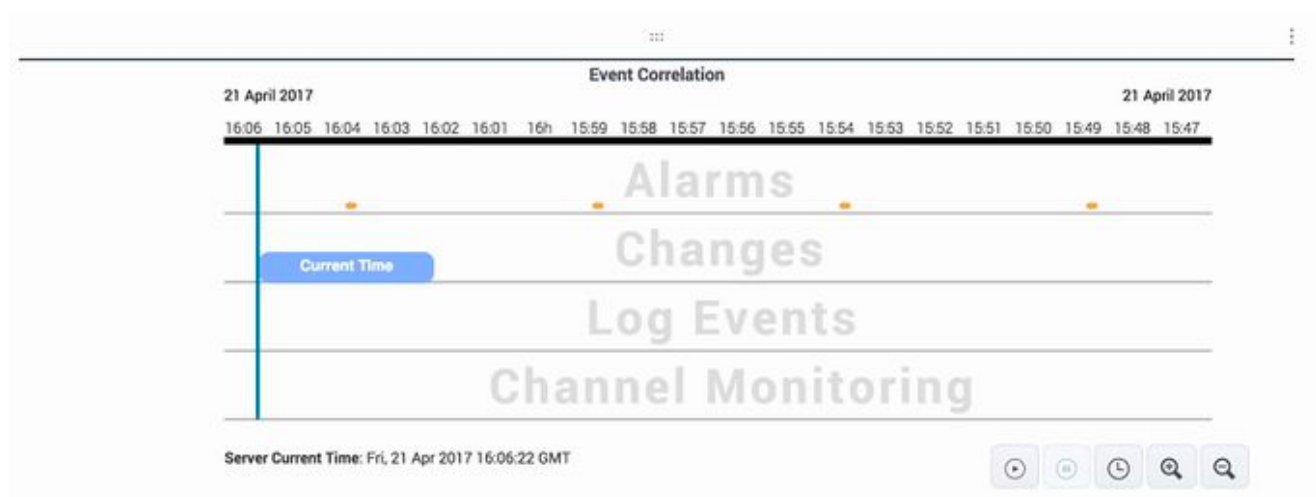 Event Correlation
21 April 2017 21 April 2017
16:06 16:05 16:04 16:03 16:02 16:01 16h 15:59 15:58 15:57 15:56 15:55 15:54 15:53 15:52 15:51 15:50 15:49 15:48 15:47
Alarms
Changes
Current Time
Log Events
Channel Monitoring
Server Current Time: Fri, 21 Apr 2017 16:06:22 GMT